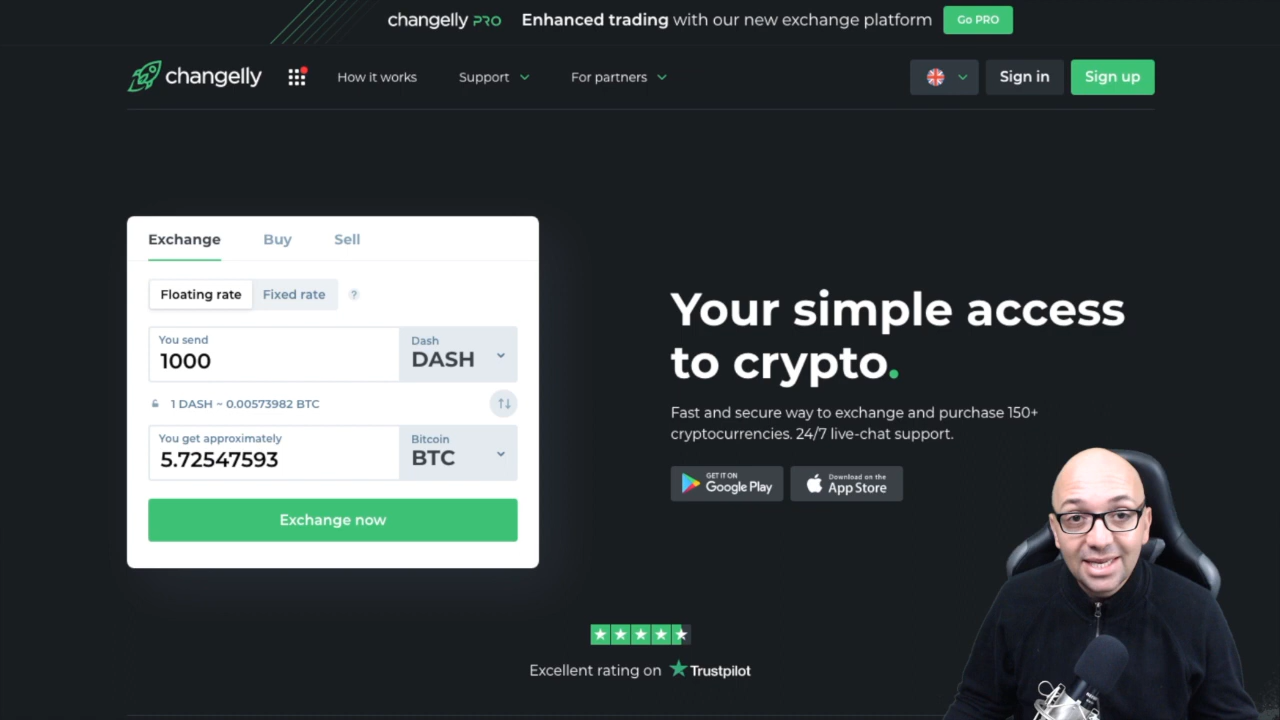 changelly PRO Enhanced trading with our new exchange platform Go PRO
changelly How it works Support For partners Sign in Sign up
Exchange Buy Sell
Floating rate Fixed rate ?
You send
1000
Dash
DASH
1 DASH ~ 0.00573982 BTC
You get approximately
5.72547593
Bitcoin
BTC
Exchange now
Your simple access
to crypto.
Fast and secure way to exchange and purchase 150+
cryptocurrencies. 24/7 live-chat support.
GET IT ON
Google Play
Download on the
App Store
Excellent rating on Trustpilot